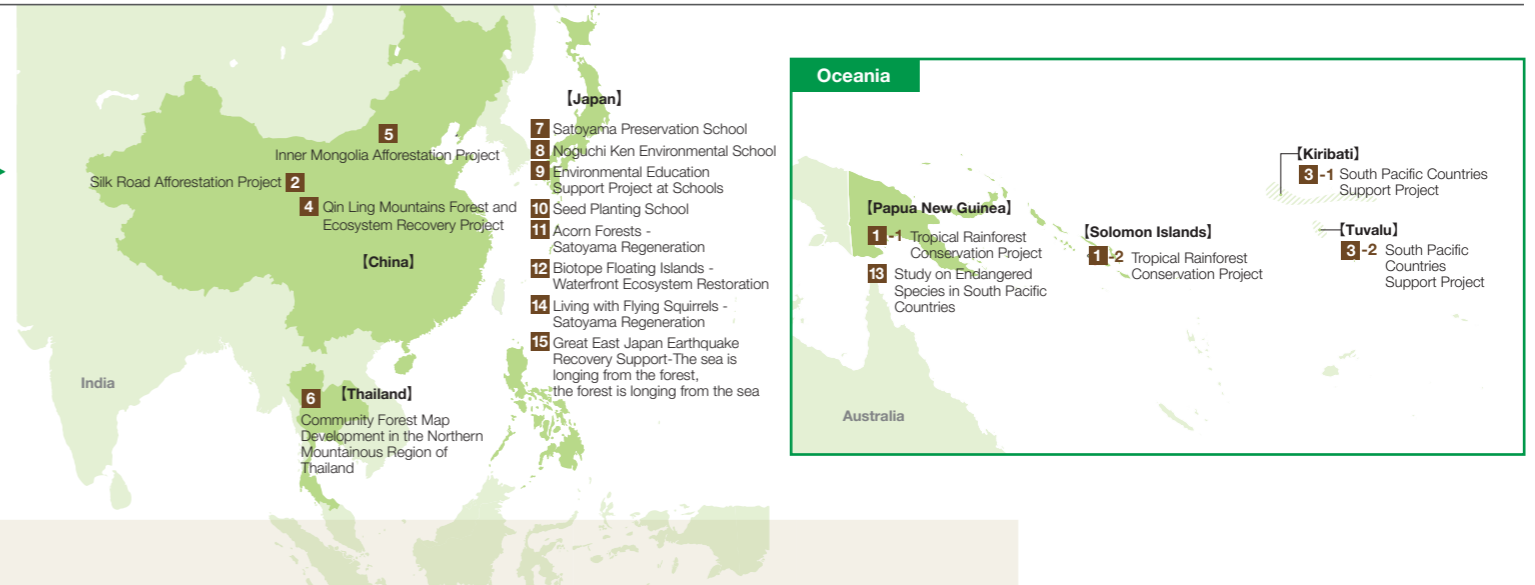 5
Inner Mongolia Afforestation Project
Silk Road Afforestation Project 2
4 Qin Ling Mountains Forest and
Ecosystem Recovery Project
【China】
India
6 【Thailand】
Community Forest Map
Development in the Northern
Mountainous Region of
Thailand
【Japan】
7 Satoyama Preservation School
8 Noguchi Ken Environmental School
9 Environmental Education
Support Project at Schools
10 Seed Planting School
11 Acorn Forests -
Satoyama Regeneration
12 Biotope Floating Islands -
Waterfront Ecosystem Restoration
14 Living with Flying Squirrels -
Satoyama Regeneration
15 Great East Japan Earthquake
Recovery Support-The sea is
longing from the forest,
the forest is longing from the sea
Oceania
【Papua New Guinea】
1 -1 Tropical Rainforest
Conservation Project
13 Study on Endangered
Species in South Pacific
Countries
【Solomon Islands】
1 -2 Tropical Rainforest
Conservation Project
【Kiribati】
3 -1 South Pacific Countries
Support Project
【Tuvalu】
3 -2 South Pacific
Countries
Support Project
Australia